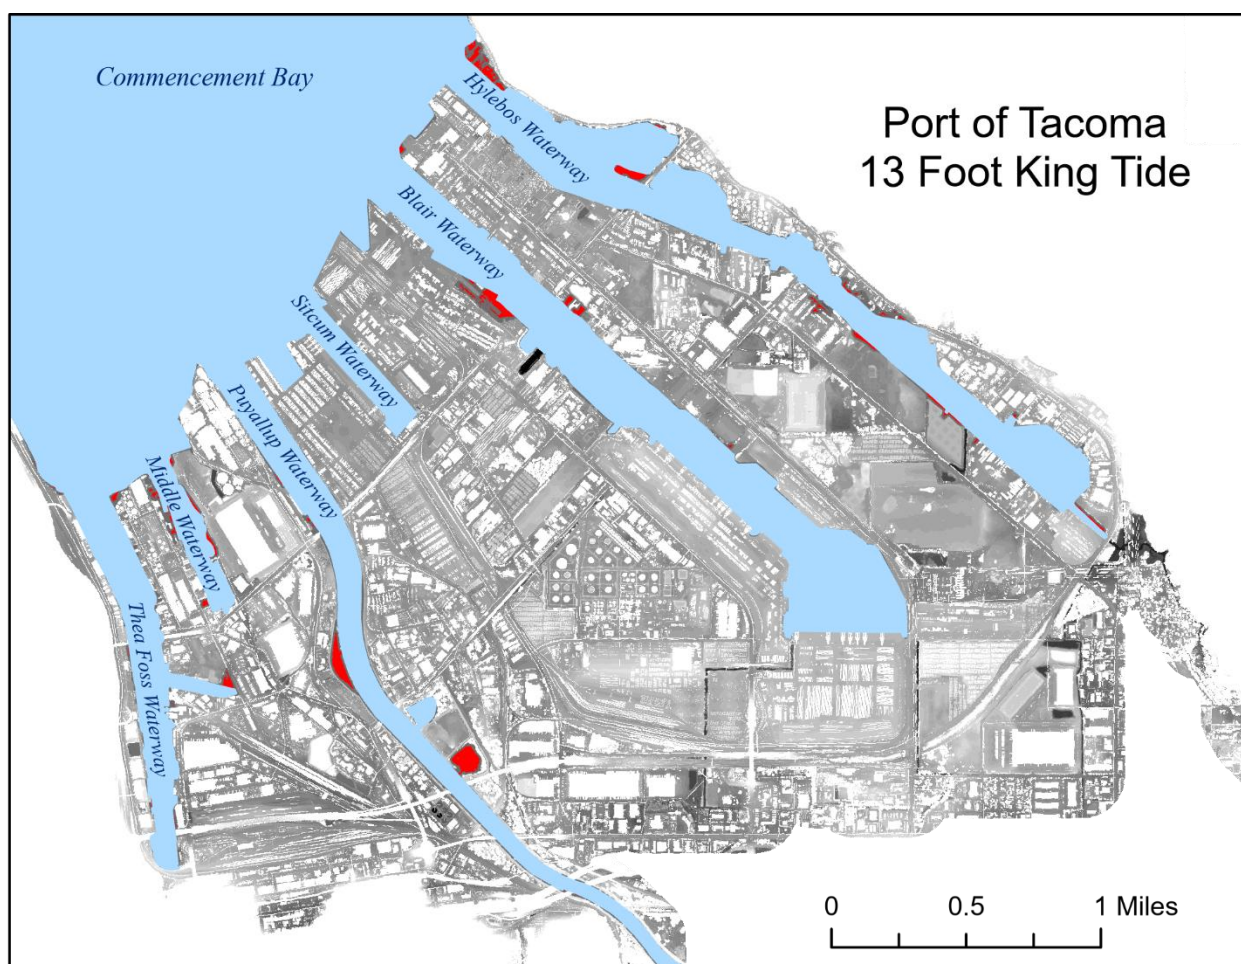 Commencement Bay
Port of Tacoma
13 Foot King Tide
Hylebos Waterway
Blair Waterway
Sitcum Waterway
Puyallup Waterway
Middle Waterway
Thea Foss Waterway
0 0.5 1 Miles